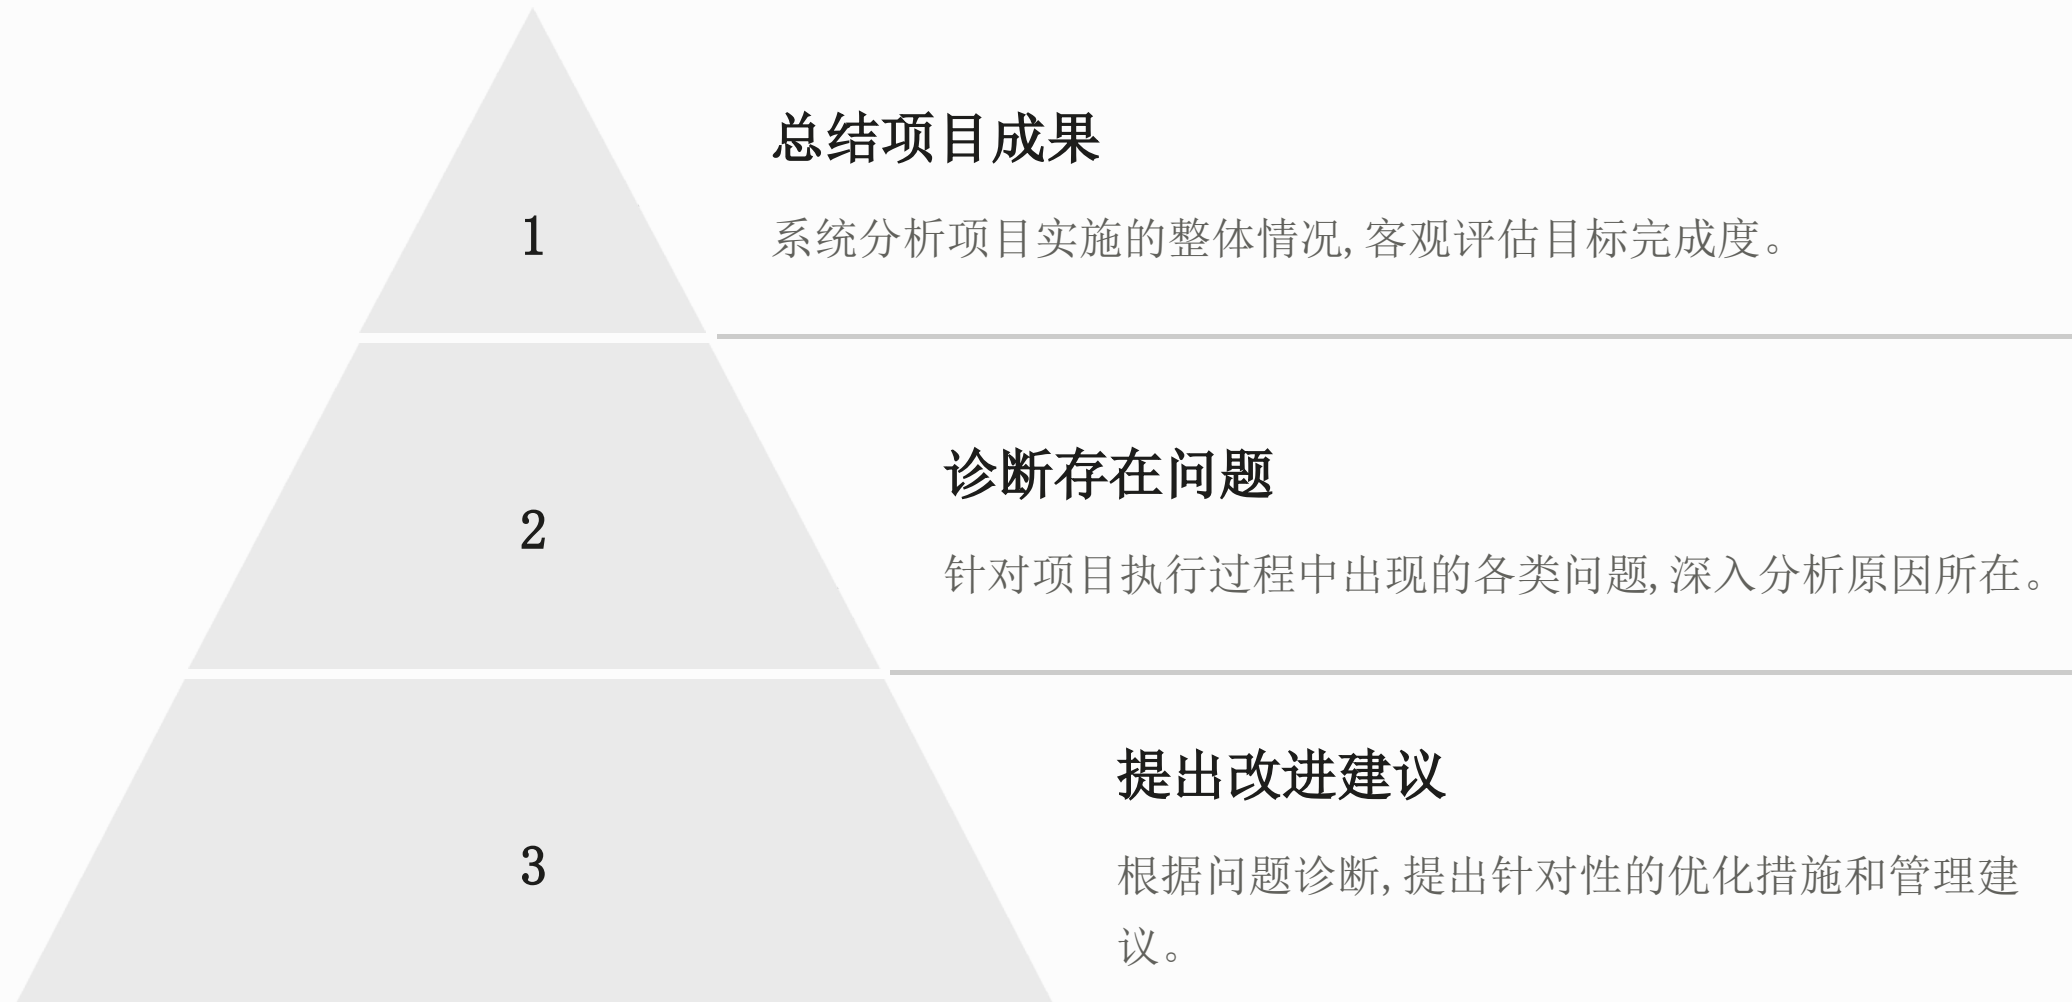 总结项目成果
1
系统分析项目实施的整体情况,客观评估目标完成度。
诊断存在问题
2
针对项目执行过程中出现的各类问题,深入分析原因所在。
提出改进建议
3
根据问题诊断,提出针对性的优化措施和管理建
议。